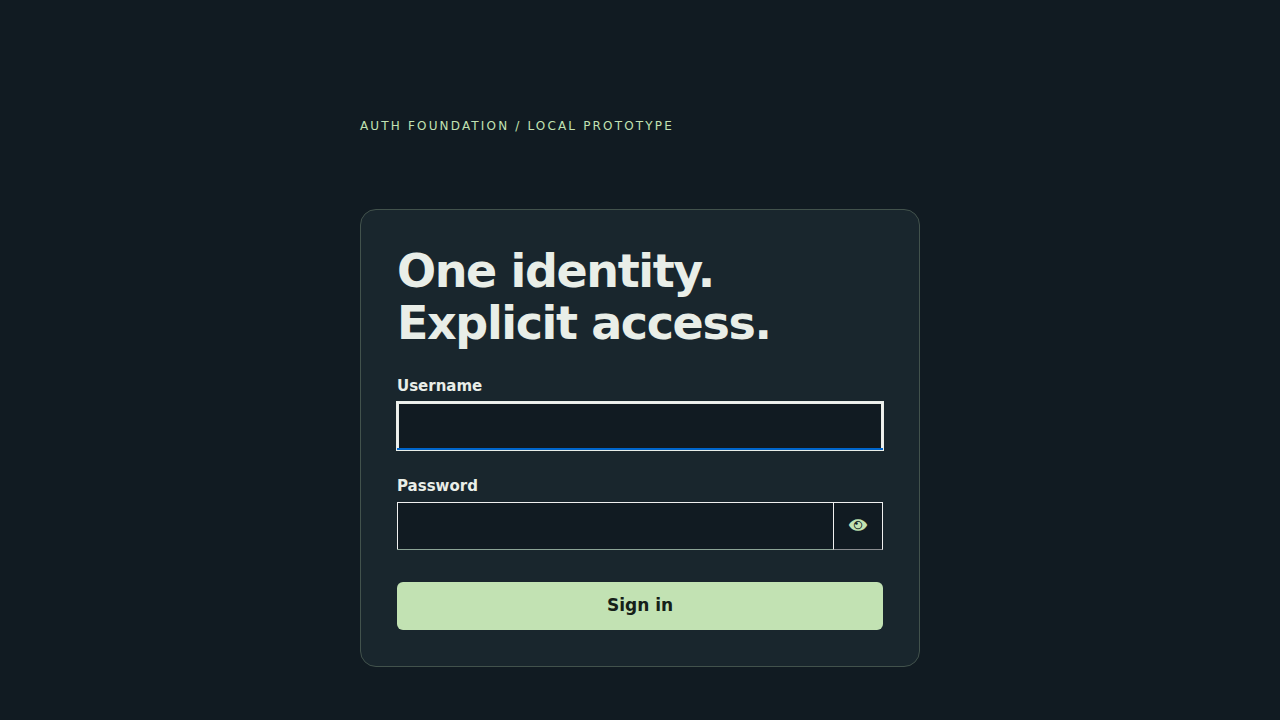 AUTH FOUNDATION / LOCAL PROTOTYPE
One identity.
Explicit access.
Username
Password
Sign in